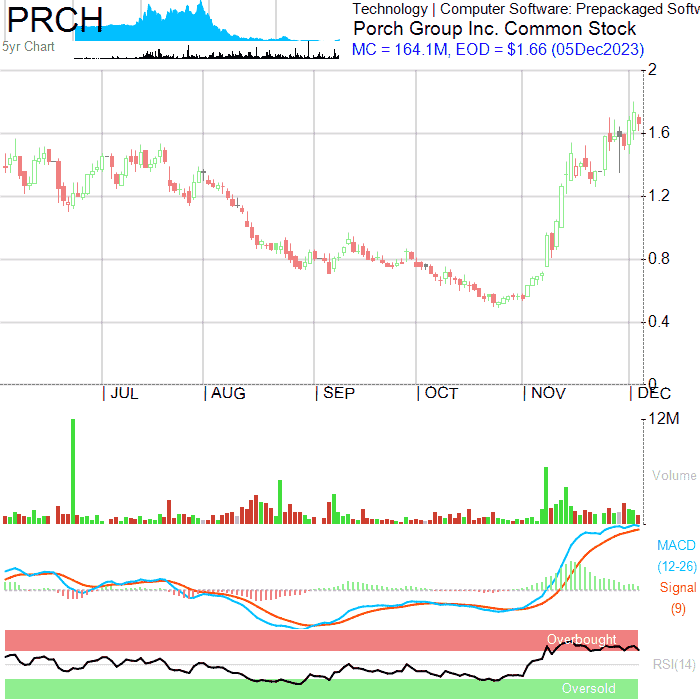 PRCH
5yr Chart
Technology | Computer Software: Prepackaged Softw
Porch Group Inc. Common Stock
MC = 164.1M, EOD = $1.66 (05Dec2023)
2
1.6
1.2
0.8
0.4
0
JUL AUG SEP OCT NOV DEC
12M
Volume
MACD
(12-26)
Signal
(9)
Overbought
RSI(14)
Oversold